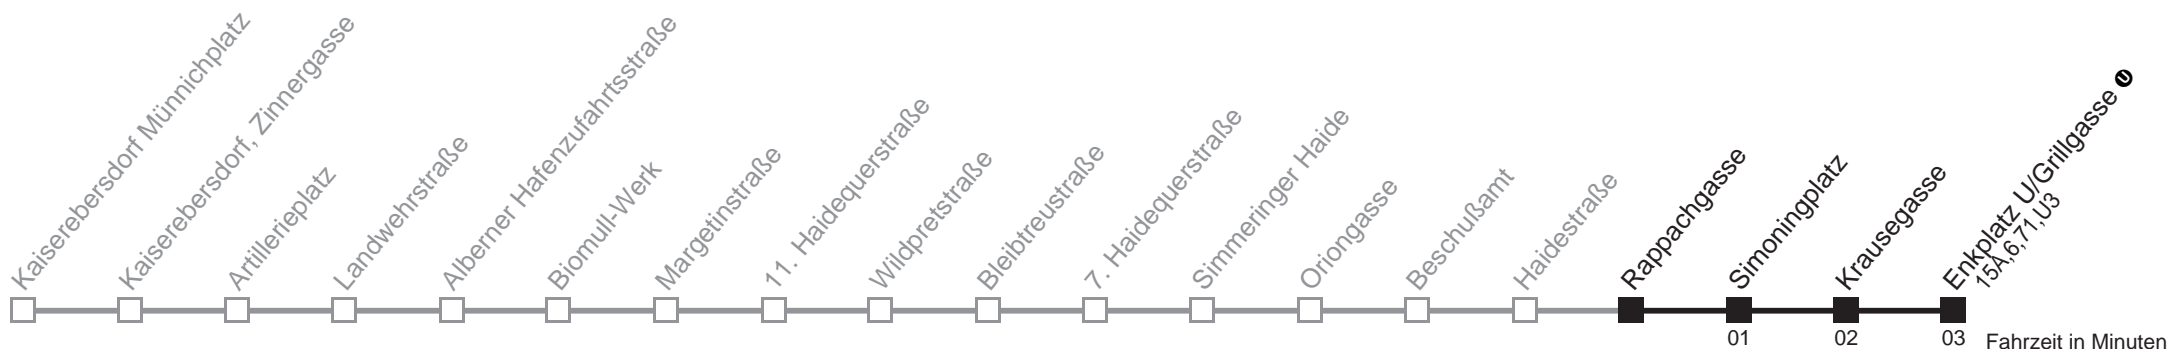 Kaiserebersdorf Münnichplatz
Kaiserebersdorf, Zinnergasse
Artillerieplatz
Landwehrstraße
Alberner Hafenzufahrtsstraße
Biomull-Werk
Margetinstraße
11. Haidequerstraße
Wildpretstraße
Bleibtreustraße
7. Haidequerstraße
Simmeringer Haide
Oriongasse
Beschußamt
Haidestraße
Rappachgasse
Simoningplatz
Krausegasse
Enkplatz U/Grillgasse U
15A,6,71,U3
01
02
03
Fahrzeit in Minuten